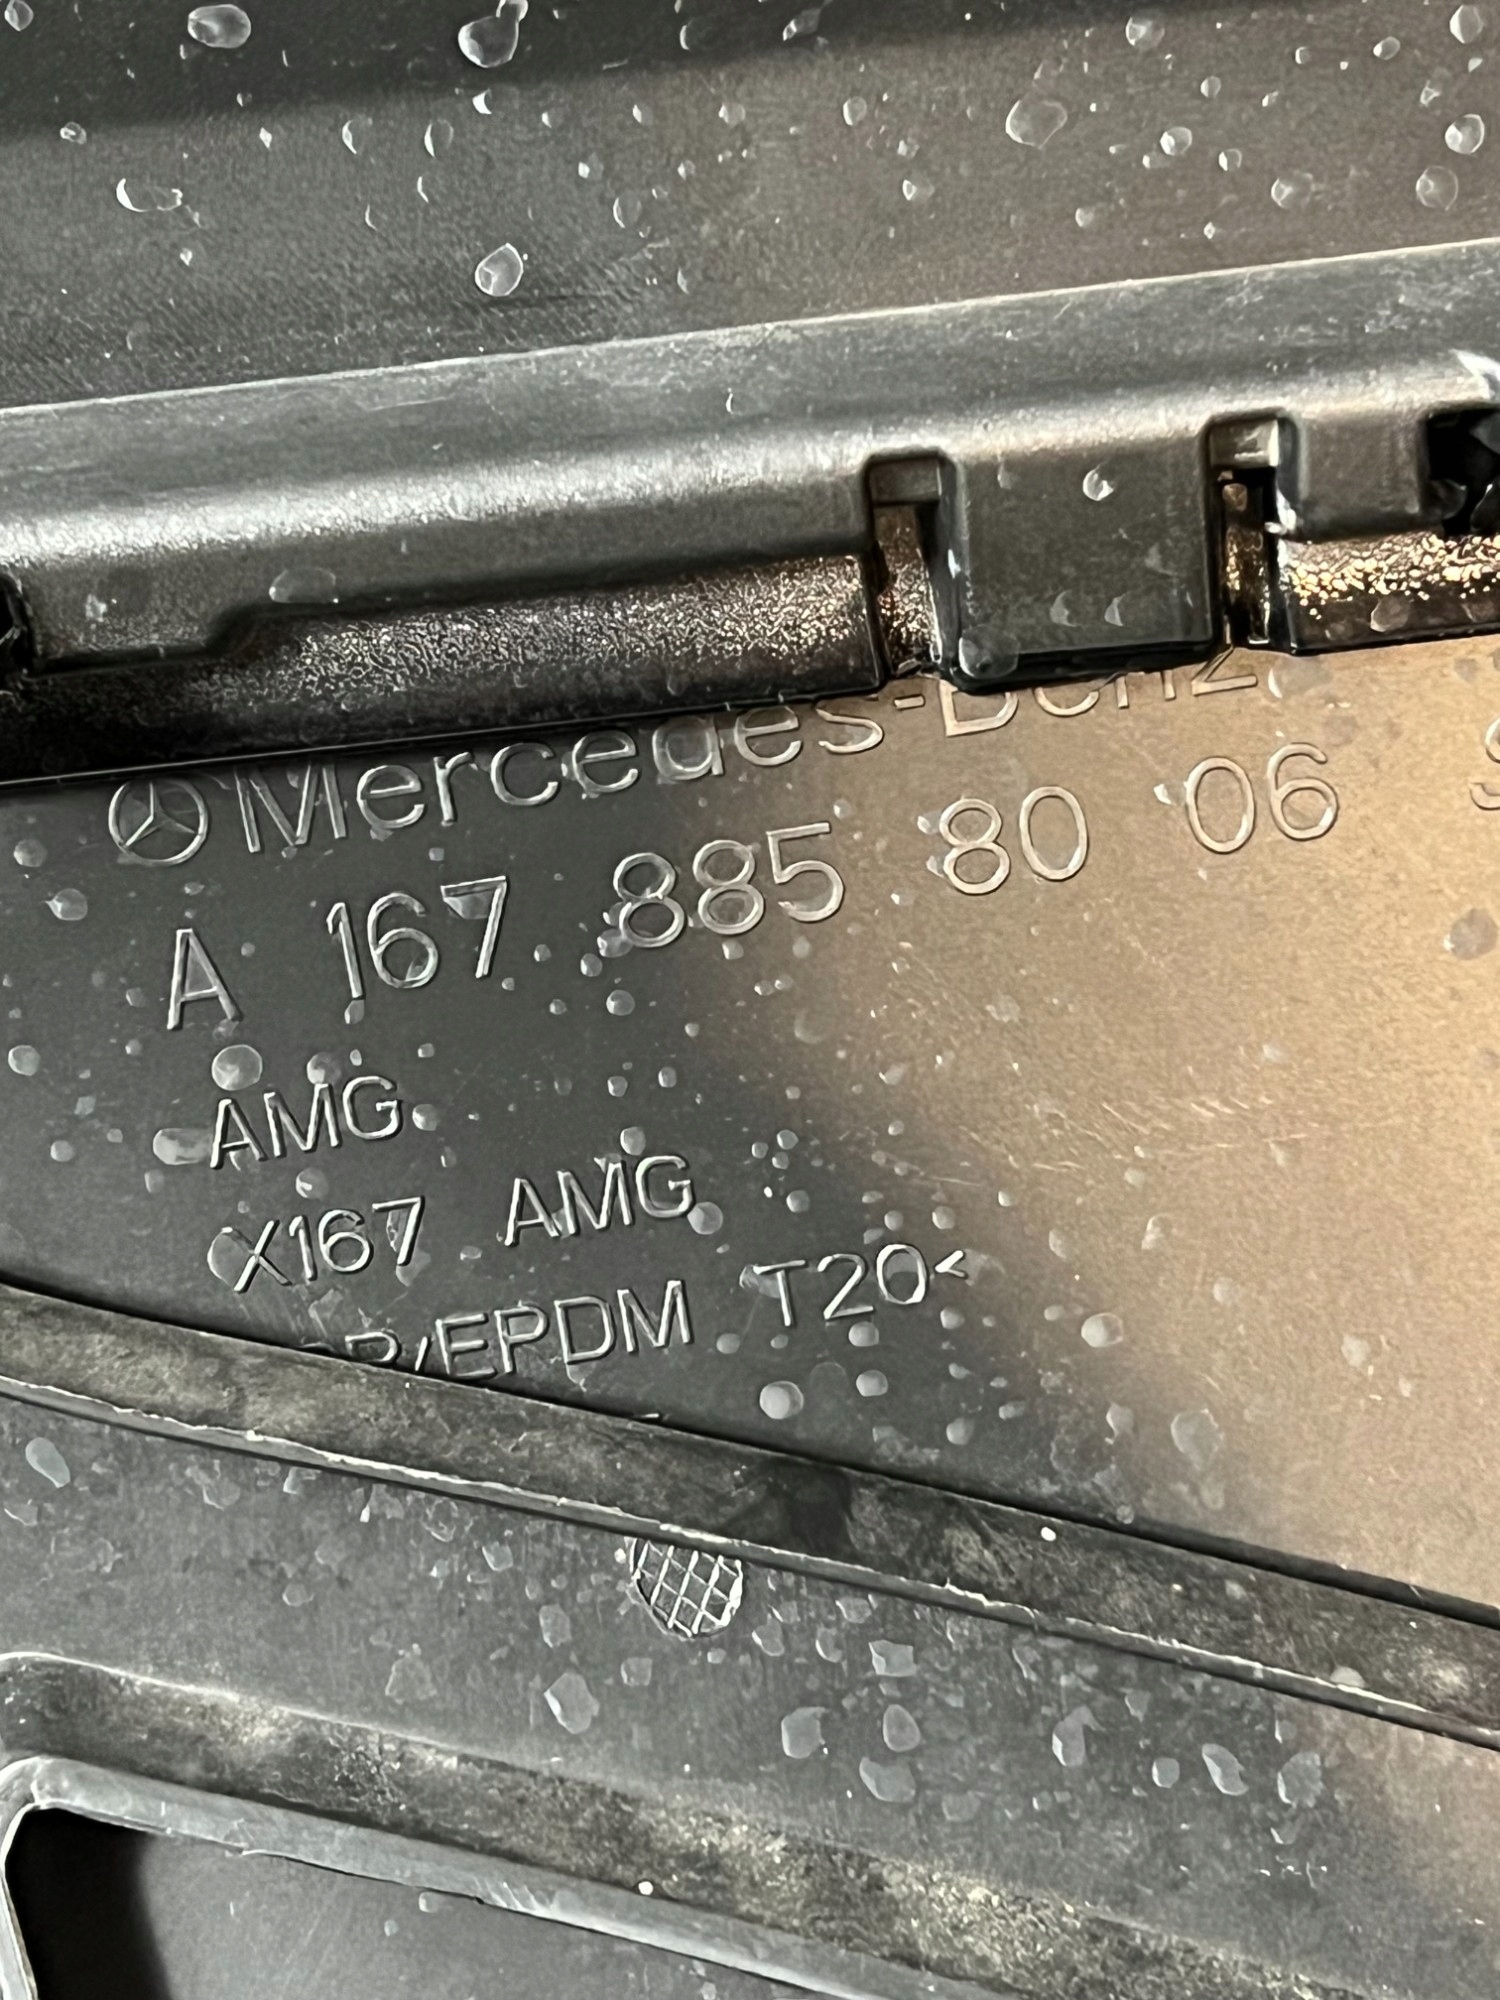 Mercedes-Benz
A 167 885 80 06
AMG
X167 AMG
/EPDM T20<